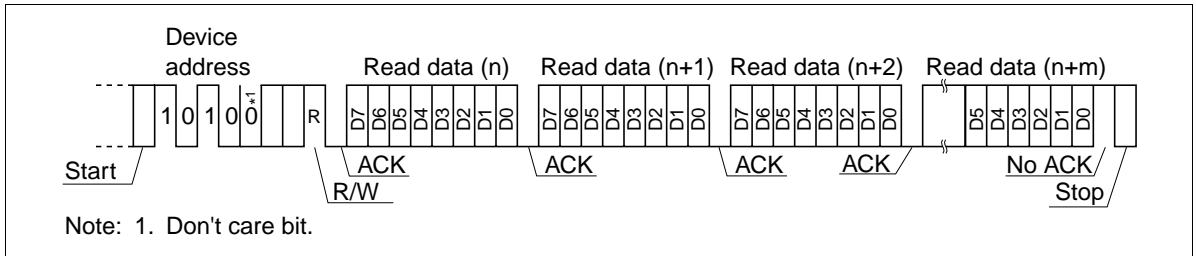 Device
address
Read data (n) Read data (n+1) Read data (n+2) Read data (n+m)
1 0 1 0 0*1 R D7 D6 D5 D4 D3 D2 D1 D0 D7 D6 D5 D4 D3 D2 D1 D0 D7 D6 D5 D4 D3 D2 D1 D0 D5 D4 D3 D2 D1 D0
Start ACK ACK ACK ACK No ACK
R/W Stop
Note: 1. Don't care bit.